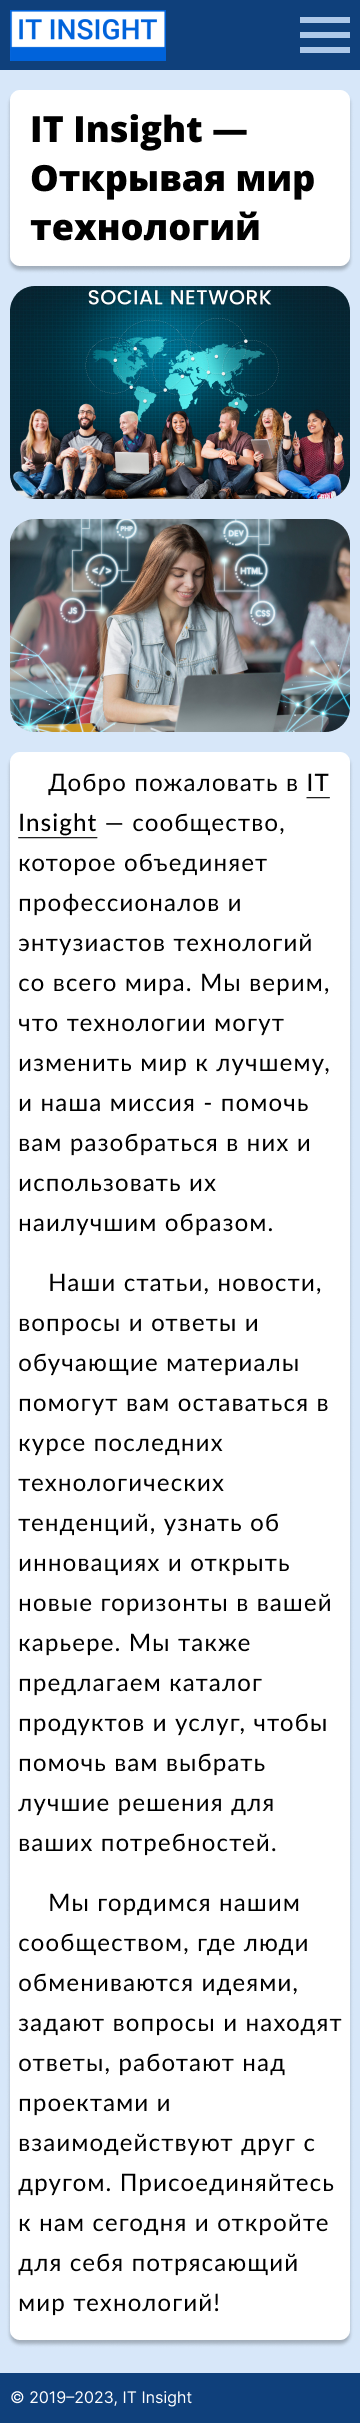 IT INSIGHT
IT Insight —
Открывая мир
технологий
SOCIAL NETWORK
PHP
DEV
</>
HTML
JS
CSS
Добро пожаловать в IT
Insight — сообщество,
которое объединяет
профессионалов и
энтузиастов технологий
со всего мира. Мы верим,
что технологии могут
изменить мир к лучшему,
и наша миссия - помочь
вам разобраться в них и
использовать их
наилучшим образом.
Наши статьи, новости,
вопросы и ответы и
обучающие материалы
помогут вам оставаться в
курсе последних
технологических
тенденций, узнать об
инновациях и открыть
новые горизонты в вашей
карьере. Мы также
предлагаем каталог
продуктов и услуг, чтобы
помочь вам выбрать
лучшие решения для
ваших потребностей.
Мы гордимся нашим
сообществом, где люди
обмениваются идеями,
задают вопросы и находят
ответы, работают над
проектами и
взаимодействуют друг с
другом. Присоединяйтесь
к нам сегодня и откройте
для себя потрясающий
мир технологий!
© 2019–2023, IT Insight